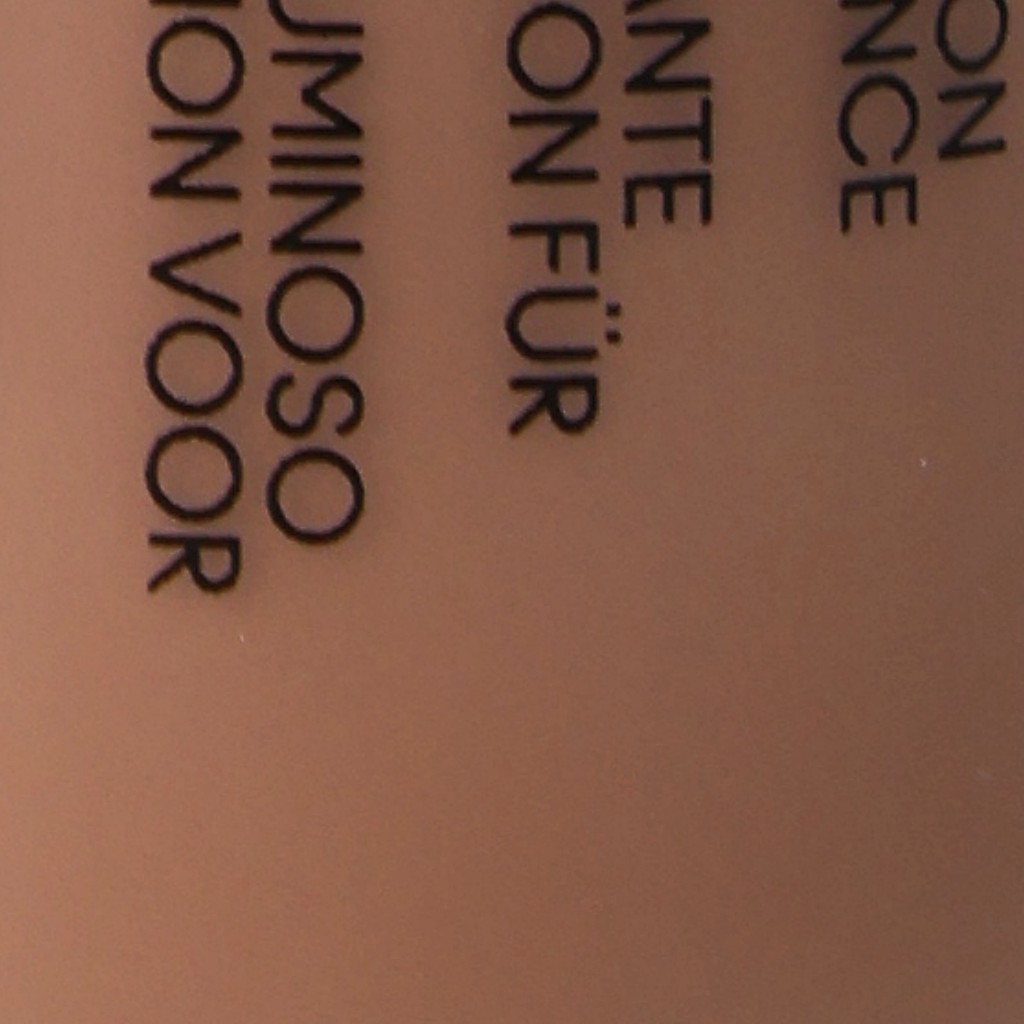 ON
NCE
ANTE
ON FÜR
UMINOSO
ION VOOR